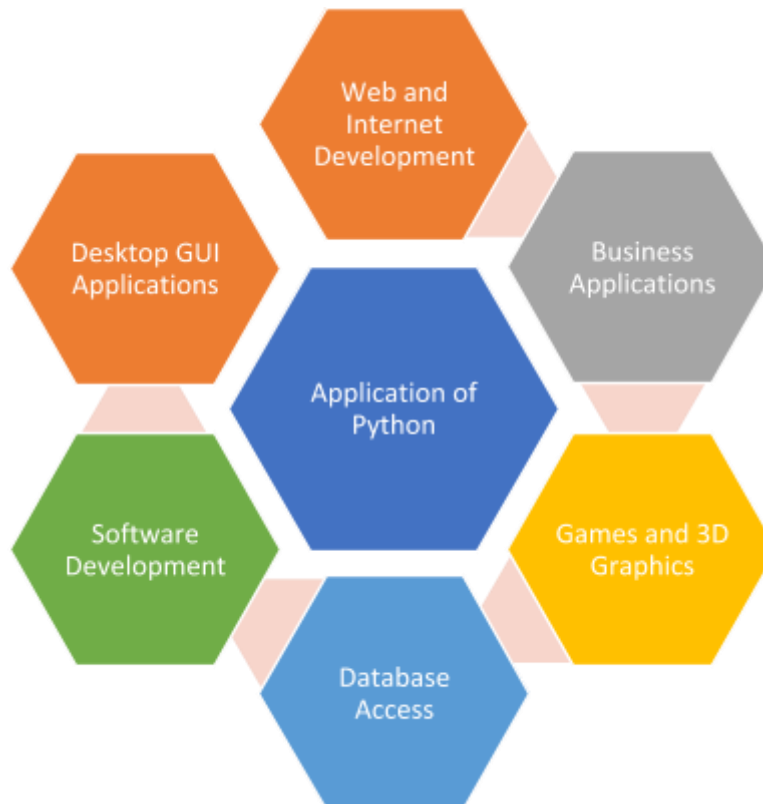 Web and
Internet
Development
Desktop GUI
Applications
Business
Applications
Application of
Python
Software
Development
Games and 3D
Graphics
Database
Access